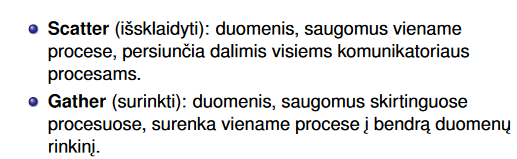 Scatter (išsklaidyti): duomenis, saugomus viename
procese, persiunčia dalimis visiems komunikatoriaus
procesams.
Gather (surinkti): duomenis, saugomus skirtinguose
procesuose, surenka viename procese į bendrą duomenų
rinkinį.